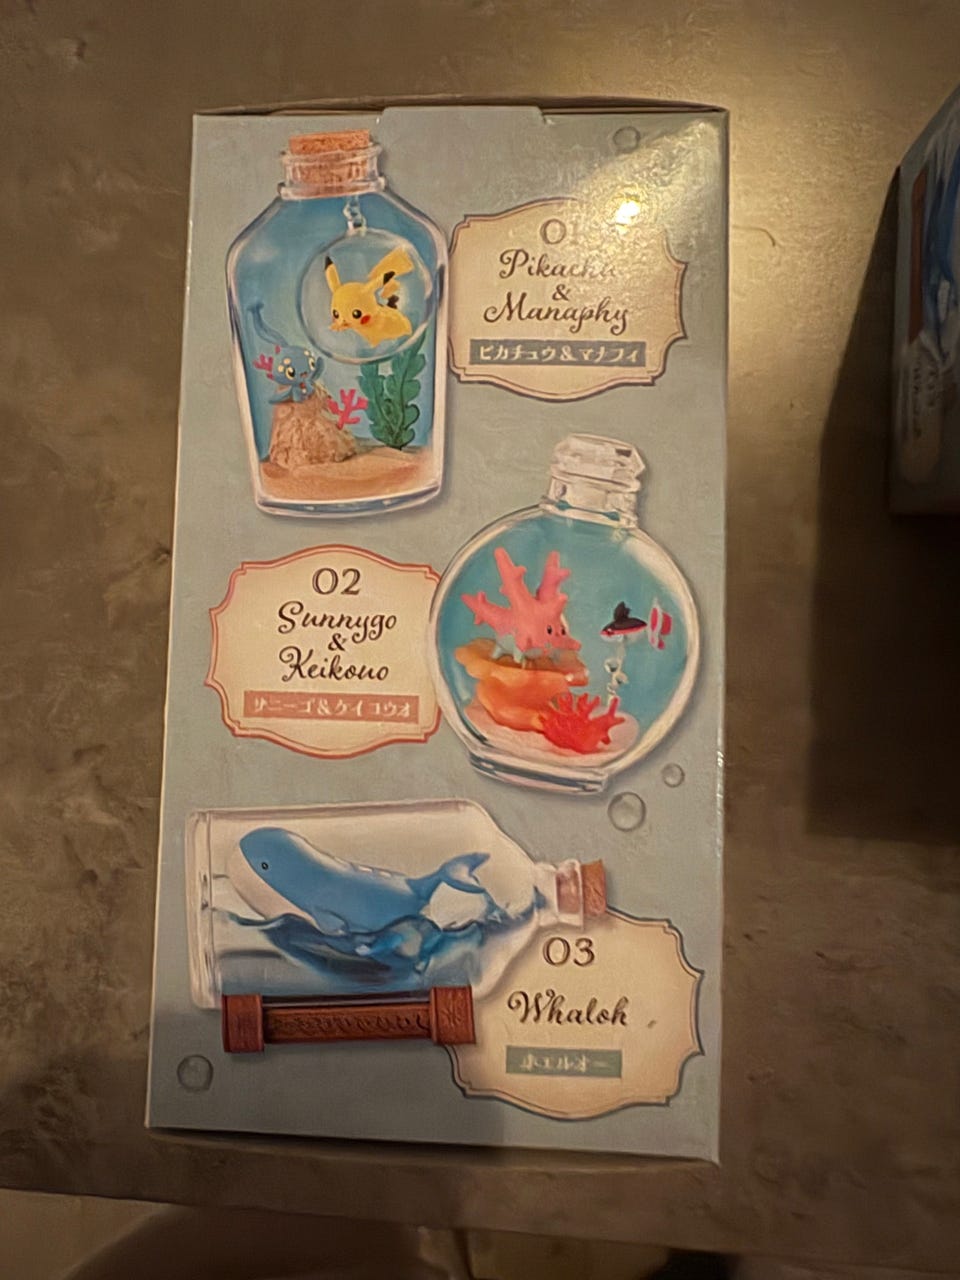 01
Pikachu
&
Manaphy
ピカチュウ&マナフィ
02
Sunnygo
&
Keikouo
サニーゴ&ケイコウオ
03
Whaloh
ホエルオー